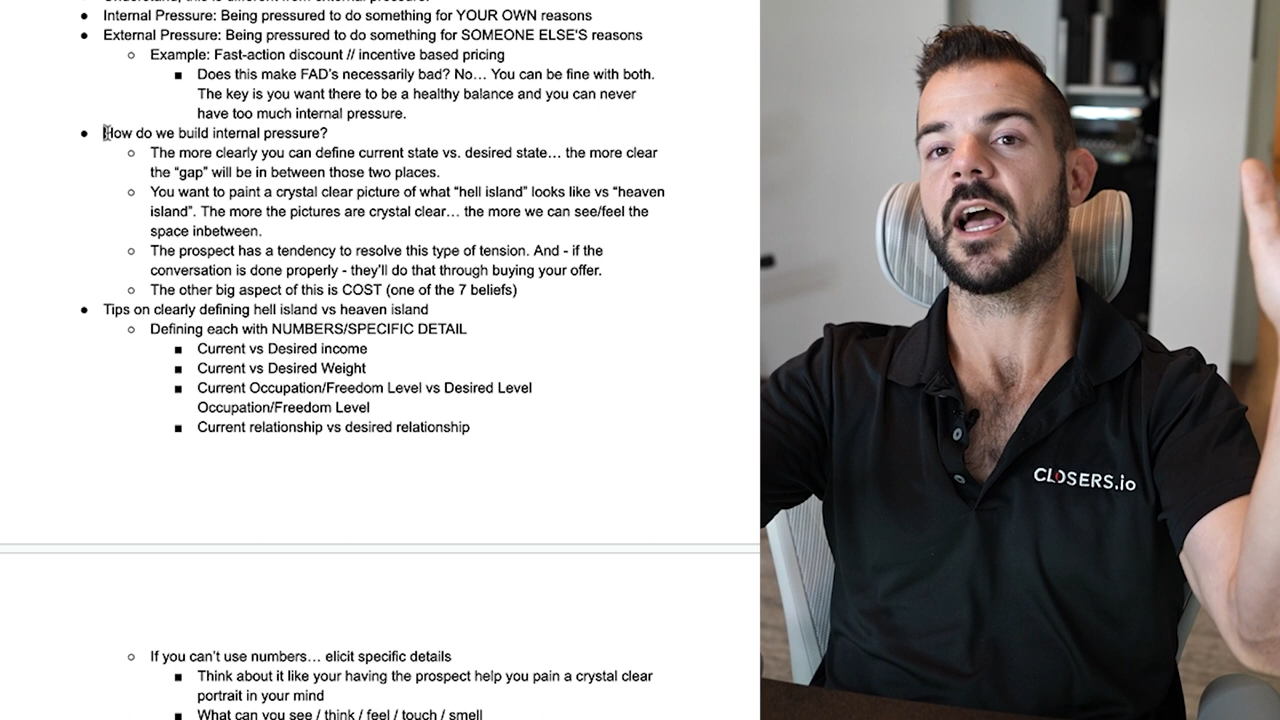 Internal Pressure: Being pressured to do something for YOUR OWN reasons
External Pressure: Being pressured to do something for SOMEONE ELSE'S reasons
Example: Fast-action discount // incentive based pricing
Does this make FAD's necessarily bad? No… You can be fine with both.
The key is you want there to be a healthy balance and you can never
have too much internal pressure.
How do we build internal pressure?
The more clearly you can define current state vs. desired state… the more clear
the “gap” will be in between those two places.
You want to paint a crystal clear picture of what “hell island” looks like vs “heaven
island”. The more the pictures are crystal clear… the more we can see/feel the
space inbetween.
The prospect has a tendency to resolve this type of tension. And - if the
conversation is done properly - they’ll do that through buying your offer.
The other big aspect of this is COST (one of the 7 beliefs)
Tips on clearly defining hell island vs heaven island
Defining each with NUMBERS/SPECIFIC DETAIL
Current vs Desired income
Current vs Desired Weight
Current Occupation/Freedom Level vs Desired Level
Occupation/Freedom Level
Current relationship vs desired relationship
If you can’t use numbers… elicit specific details
Think about it like your having the prospect help you pain a crystal clear
portrait in your mind
What can you see / think / feel / touch / smell
CLOSERS.io